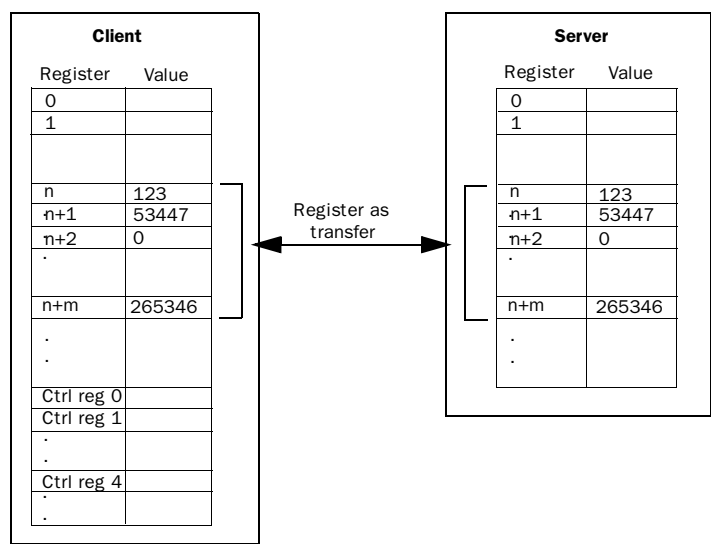 Client
Register Value
0
1
n 123
n+1 53447
n+2 0
.
n+m 265346
.
.
Ctrl reg 0
Ctrl reg 1
.
.
Ctrl reg 4
.
.
Register as
transfer
Server
Register Value
0
1
n 123
n+1 53447
n+2 0
.
n+m 265346
.
.